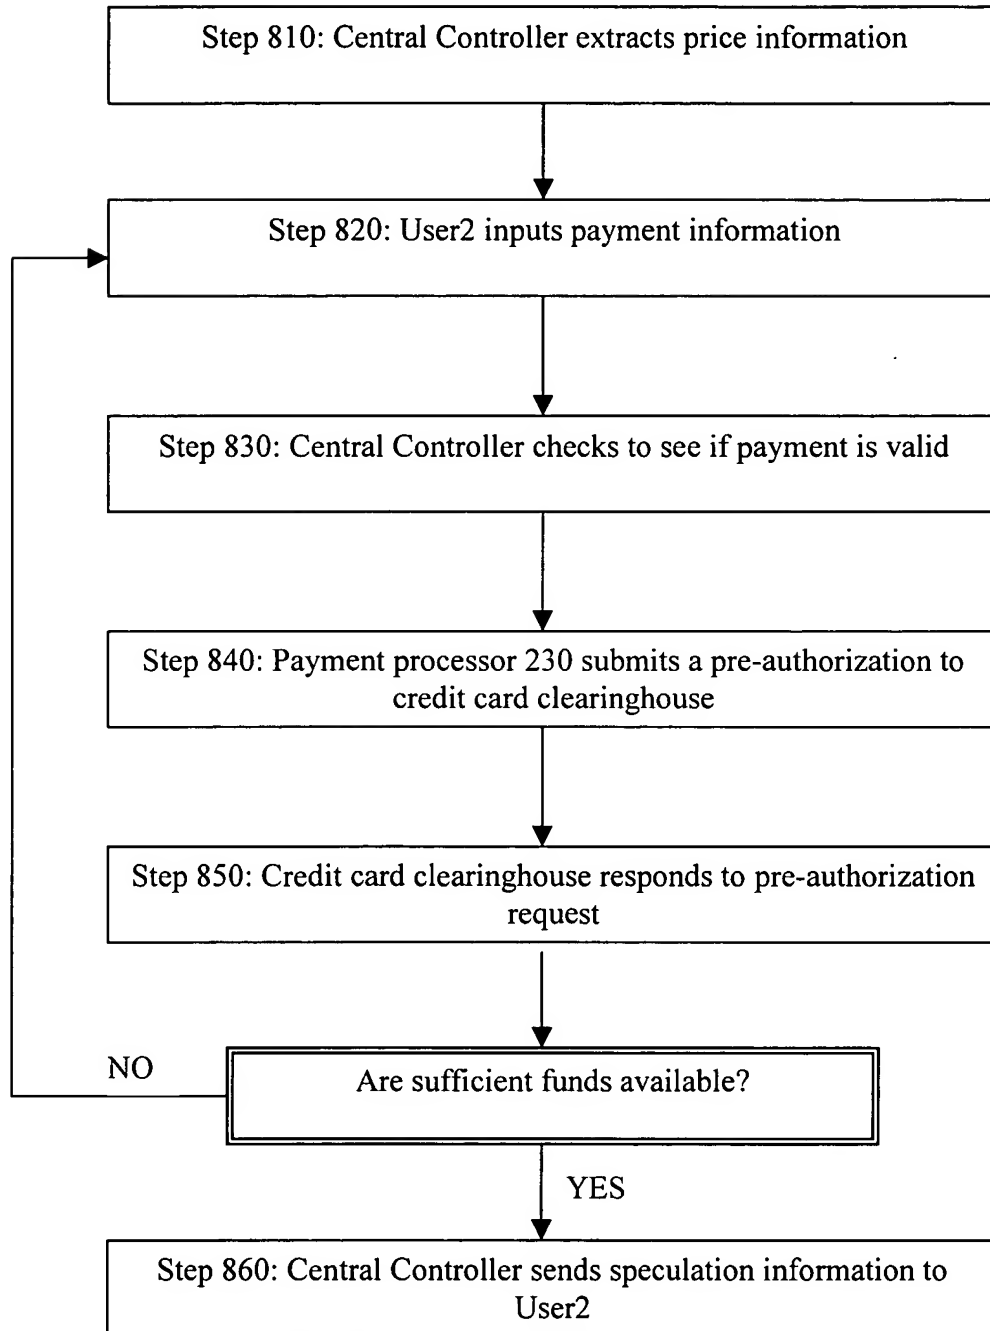 Step 810: Central Controller extracts price information
Step 820: User2 inputs payment information
Step 830: Central Controller checks to see if payment is valid
Step 840: Payment processor 230 submits a pre-authorization to
credit card clearinghouse
Step 850: Credit card clearinghouse responds to pre-authorization
request
NO
Are sufficient funds available?
YES
Step 860: Central Controller sends speculation information to
User2